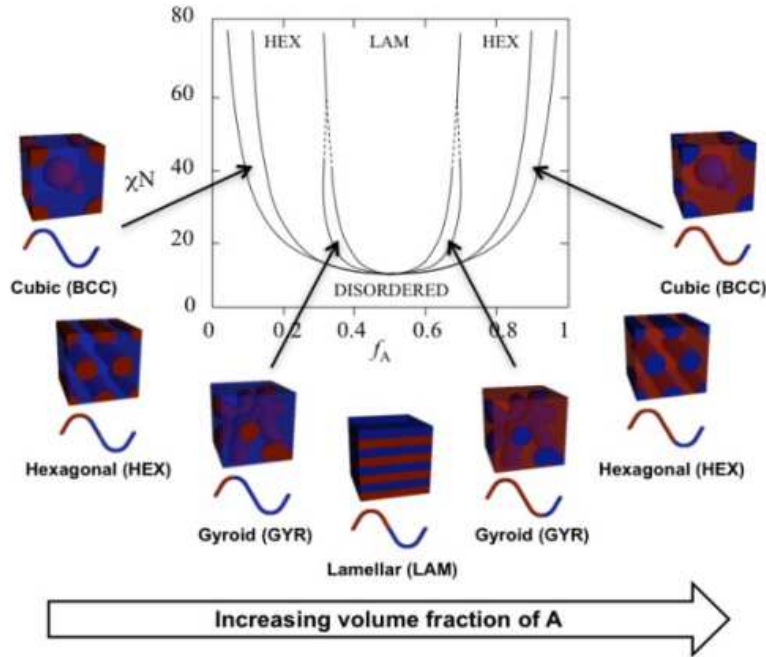 80
HEX LAM HEX
60
χN 40
20
DISORDERED
0
0 0.2 0.4 0.6 0.8 1
fA
Cubic (BCC) Cubic (BCC)
Hexagonal (HEX) Hexagonal (HEX)
Gyroid (GYR) Gyroid (GYR)
Lamellar (LAM)
Increasing volume fraction of A